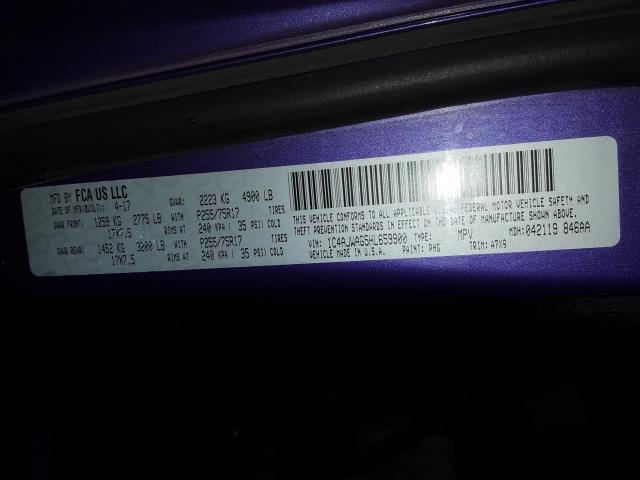 MFD BY FCA US LLC
DATE OF MFR(BUILT): 4-17 GVWR: 2223 KG 4900 LB
GAWR FRONT: 1259 KG 2775 LB WITH P255/75R17 TIRES
17X7.5 RIMS AT 240 KPA ( 35 PSI) COLD
GAWR REAR: 1452 KG 3200 LB WITH P255/75R17 TIRES
17X7.5 RIMS AT 240 KPA ( 35 PSI) COLD
THIS VEHICLE CONFORMS TO ALL APPLICABLE FEDERAL MOTOR VEHICLE SAFETY AND
THEFT PREVENTION STANDARDS IN EFFECT ON THE DATE OF MANUFACTURE SHOWN ABOVE.
VIN: 1C4AJWAG5HL659900 TYPE: MPV MDH: 042119 846AA
VEHICLE MADE IN U.S.A. PAINT: PHG TRIM: A7X9